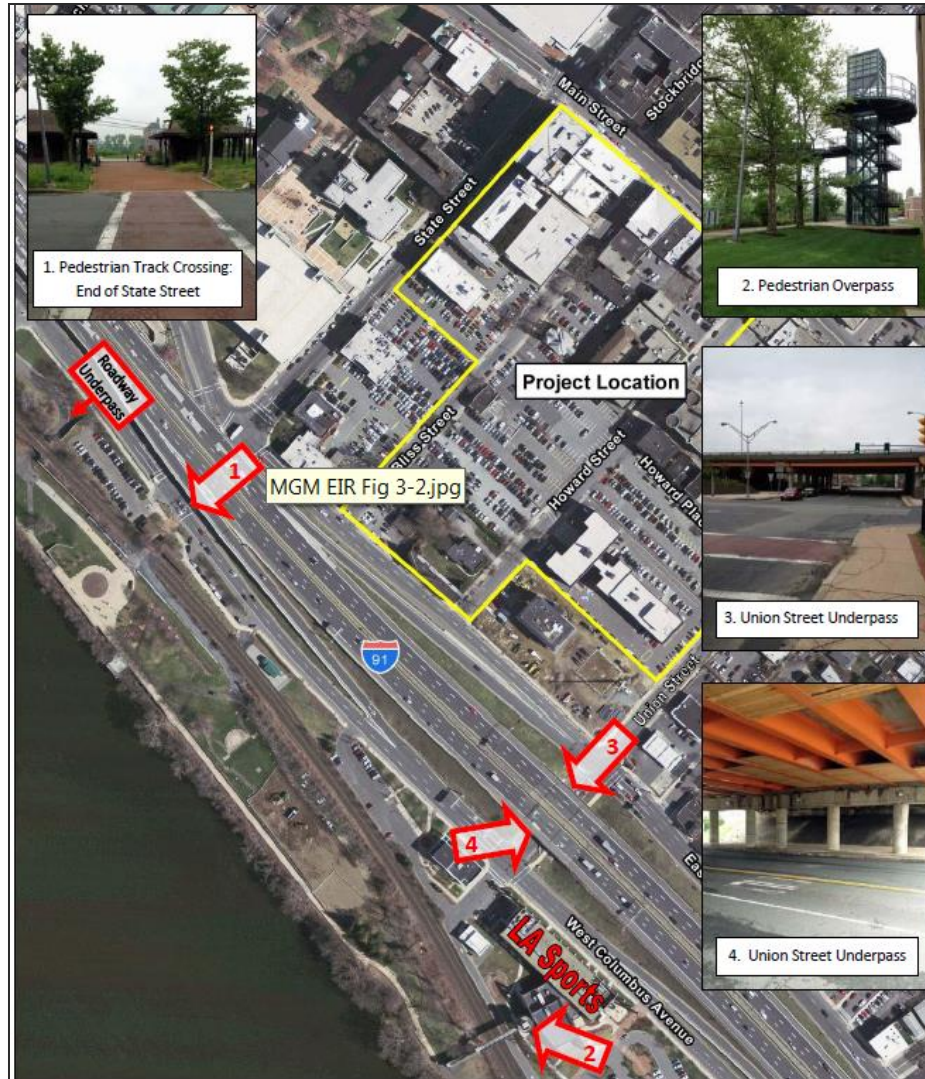 Main Street
Stockbridge
State Street
1. Pedestrian Track Crossing:
End of State Street
2. Pedestrian Overpass
Roadway
Underpass
Project Location
1
MGM EIR Fig 3-2.jpg
Bliss Street
Howard Street
Howard Plac
3. Union Street Underpass
91
Union Street
3
4
Eas
4. Union Street Underpass
LA Sports
West Columbus Avenue
2